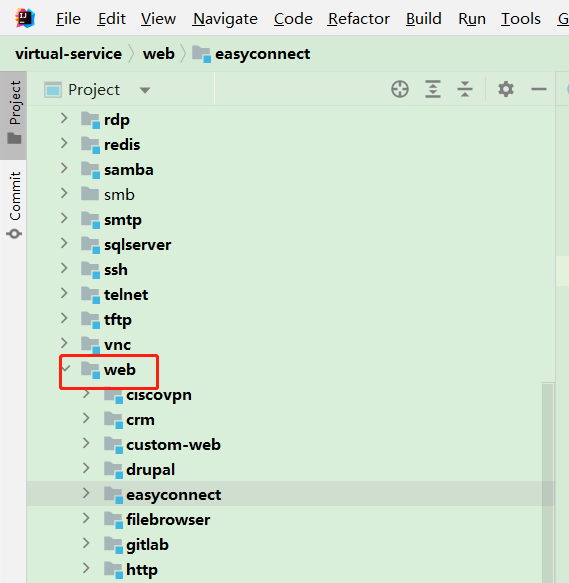 File Edit View Navigate Code Refactor Build Run Tools G
virtual-service web easyconnect
Project
Project
Commit
rdp
redis
samba
smb
smtp
sqlserver
ssh
telnet
tftp
vnc
web
ciscovpn
crm
custom-web
drupal
easyconnect
filebrowser
gitlab
http